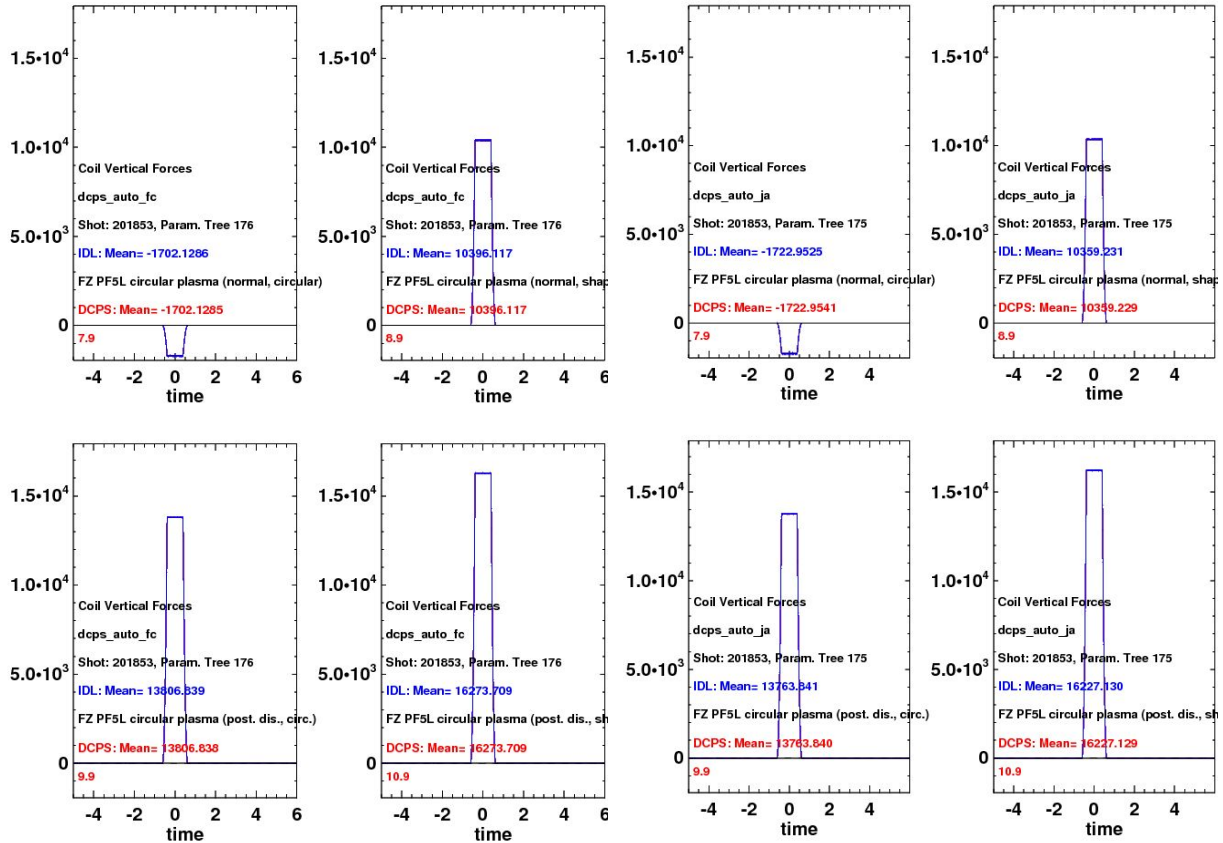 1.5•10⁴
1.0•10⁴
5.0•10³
0
Coil Vertical Forces
dcps_auto_fc
Shot: 201853, Param. Tree 176
IDL: Mean= -1702.1286
FZ PF5L circular plasma (normal, circular)
DCPS: Mean= -1702.1285
7.9
-4 -2 0 2 4 6
time
1.5•10⁴
1.0•10⁴
5.0•10³
0
Coil Vertical Forces
dcps_auto_fc
Shot: 201853, Param. Tree 176
IDL: Mean= 10396.117
FZ PF5L circular plasma (normal, shap
DCPS: Mean= 10396.117
8.9
-4 -2 0 2 4 6
time
1.5•10⁴
1.0•10⁴
5.0•10³
0
Coil Vertical Forces
dcps_auto_ja
Shot: 201853, Param. Tree 175
IDL: Mean= -1722.9525
FZ PF5L circular plasma (normal, circular)
DCPS: Mean= -1722.9541
7.9
-4 -2 0 2 4
time
1.5•10⁴
1.0•10⁴
5.0•10³
0
Coil Vertical Forces
dcps_auto_ja
Shot: 201853, Param. Tree 175
IDL: Mean= 10359.231
FZ PF5L circular plasma (normal, shap
DCPS: Mean= 10359.229
8.9
-4 -2 0 2 4
time
1.5•10⁴
1.0•10⁴
5.0•10³
0
Coil Vertical Forces
dcps_auto_fc
Shot: 201853, Param. Tree 176
IDL: Mean= 13806.839
FZ PF5L circular plasma (post. dis., circ.)
DCPS: Mean= 13806.838
9.9
-4 -2 0 2 4 6
time
1.5•10⁴
1.0•10⁴
5.0•10³
0
Coil Vertical Forces
dcps_auto_fc
Shot: 201853, Param. Tree 176
IDL: Mean= 16273.709
FZ PF5L circular plasma (post. dis., sh
DCPS: Mean= 16273.709
10.9
-4 -2 0 2 4 6
time
1.5•10⁴
1.0•10⁴
5.0•10³
0
Coil Vertical Forces
dcps_auto_ja
Shot: 201853, Param. Tree 175
IDL: Mean= 13763.841
FZ PF5L circular plasma (post. dis., circ.)
DCPS: Mean= 13763.840
9.9
-4 -2 0 2 4
time
1.5•10⁴
1.0•10⁴
5.0•10³
0
Coil Vertical Forces
dcps_auto_ja
Shot: 201853, Param. Tree 175
IDL: Mean= 16227.130
FZ PF5L circular plasma (post. dis., sh
DCPS: Mean= 16227.129
10.9
-4 -2 0 2 4
time